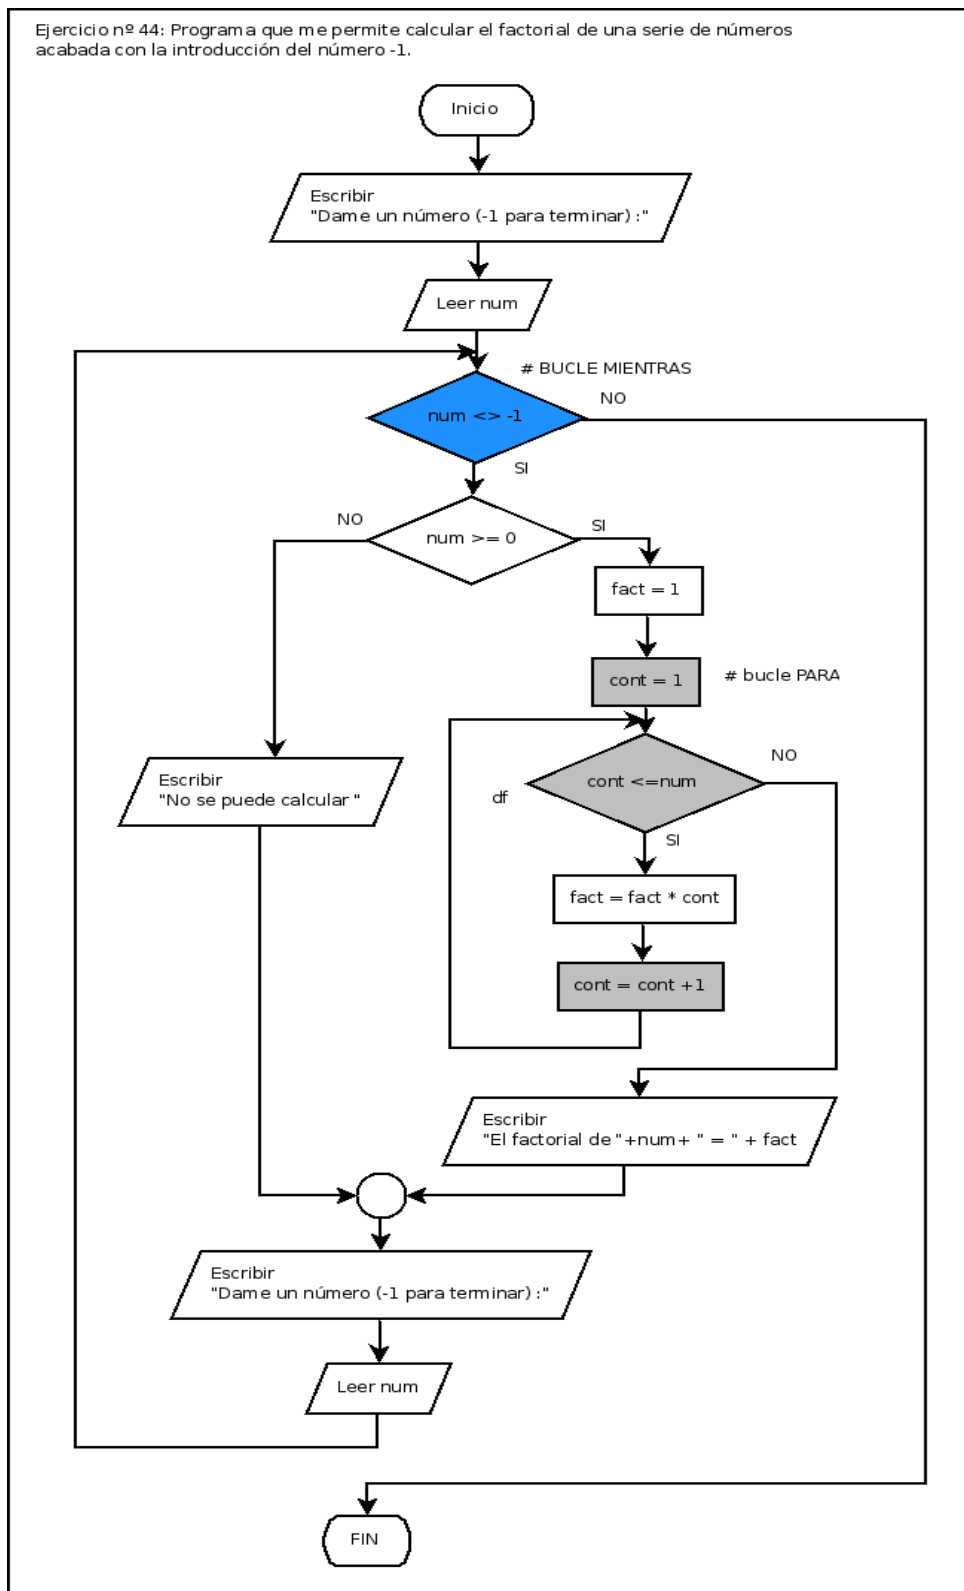 Ejercicio nº 44: Programa que me permite calcular el factorial de una serie de números
acabada con la introducción del número -1.
Inicio
Escribir
"Dame un número (-1 para terminar) :"
Leer num
# BUCLE MIENTRAS
num <> -1
NO
SI
num >= 0
NO
SI
fact = 1
cont = 1
# bucle PARA
cont <=num
NO
df
SI
Escribir
"No se puede calcular "
fact = fact * cont
cont = cont +1
Escribir
"El factorial de "+num+ " = " + fact
Escribir
"Dame un número (-1 para terminar) :"
Leer num
FIN